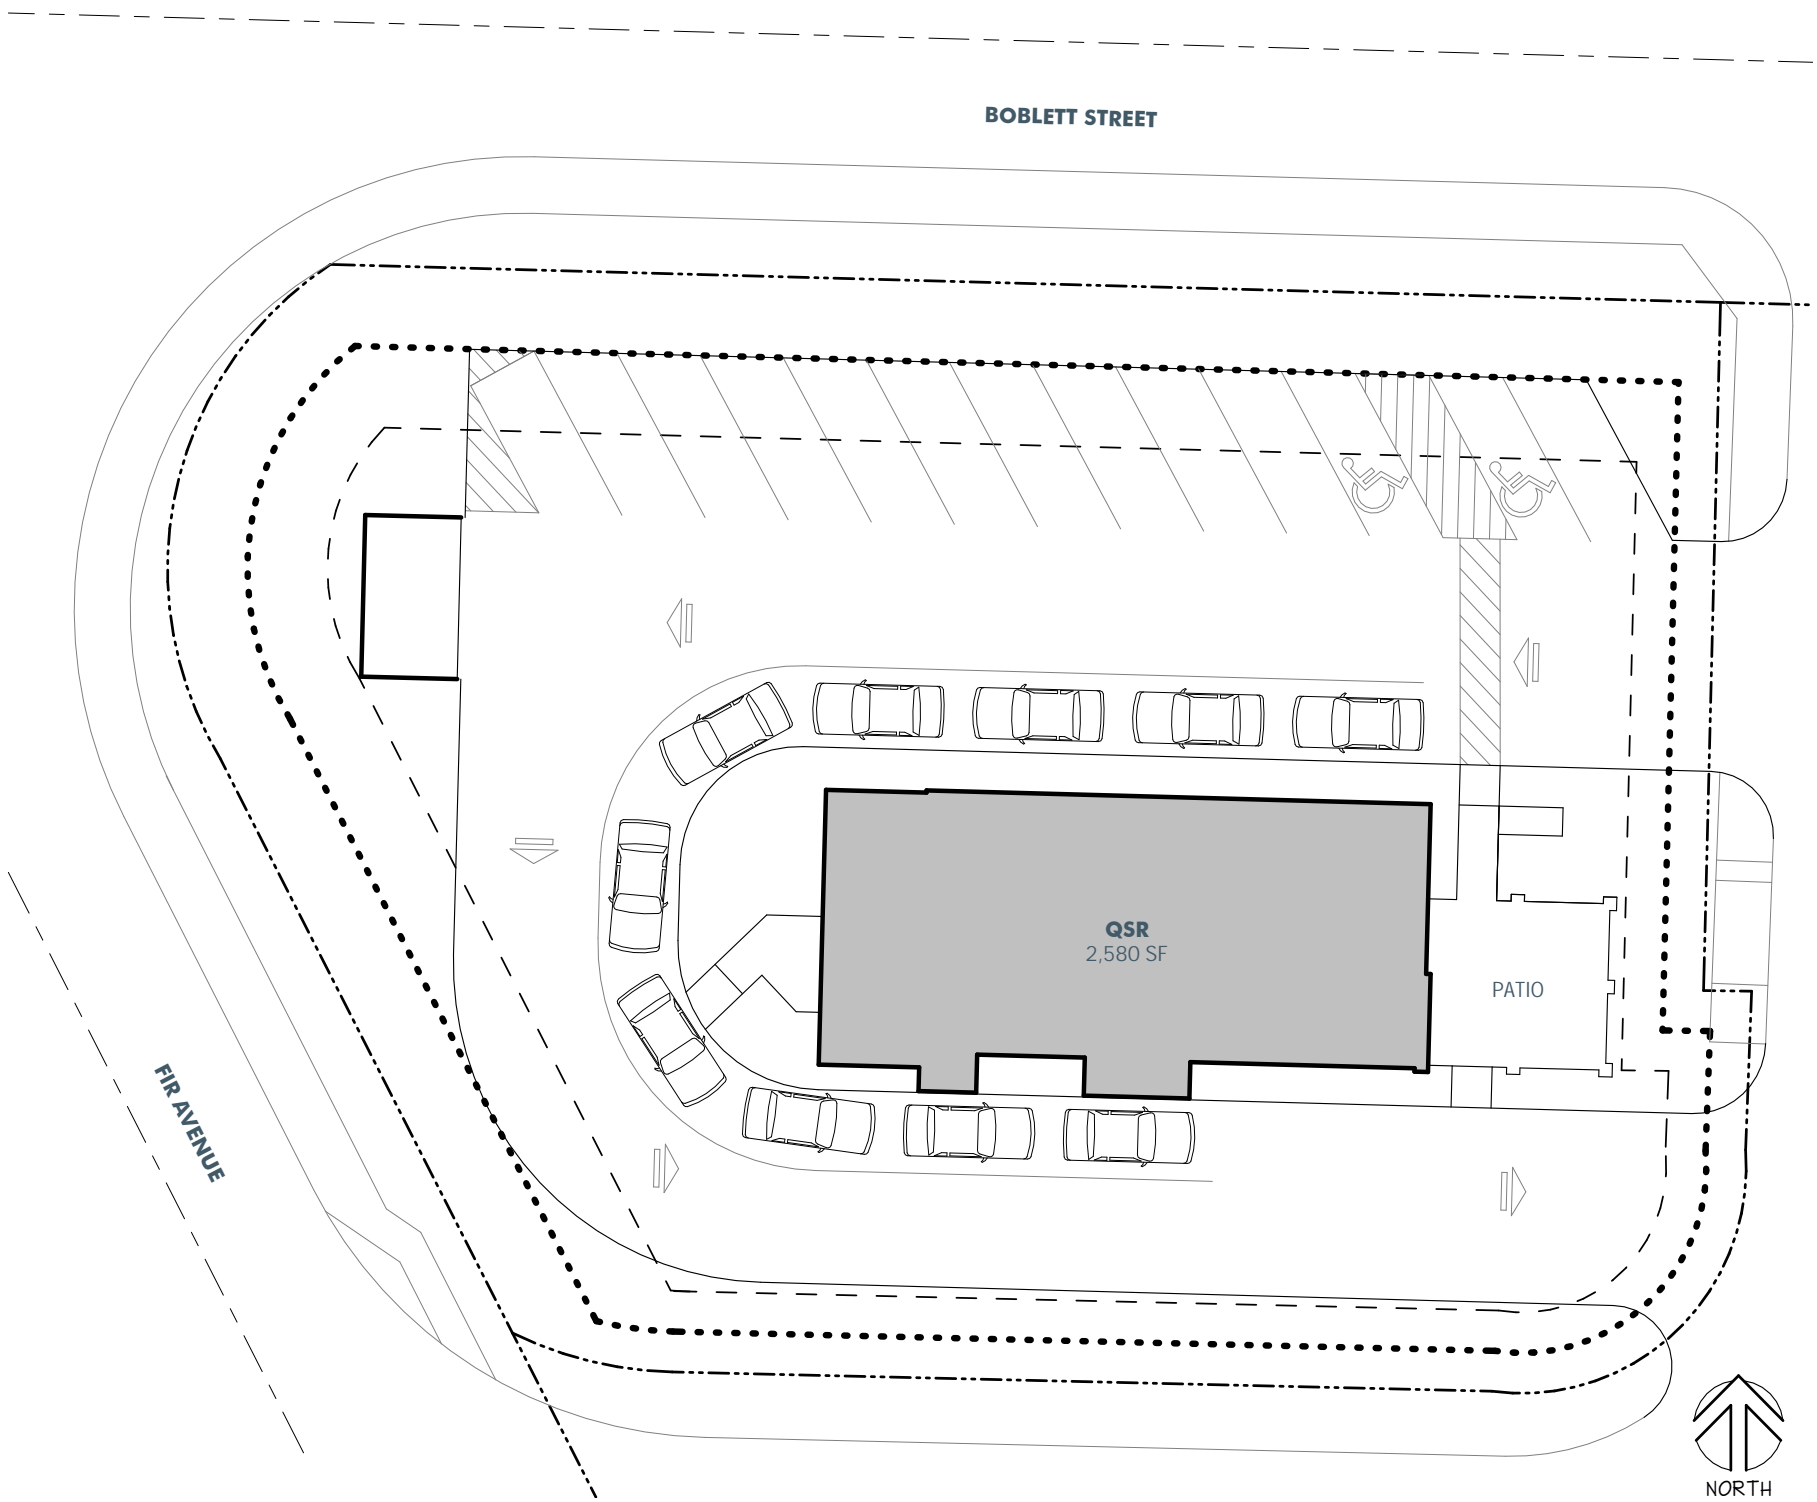 BOBLETT STREET
QSR
2,580 SF
PATIO
FIR AVENUE
NORTH